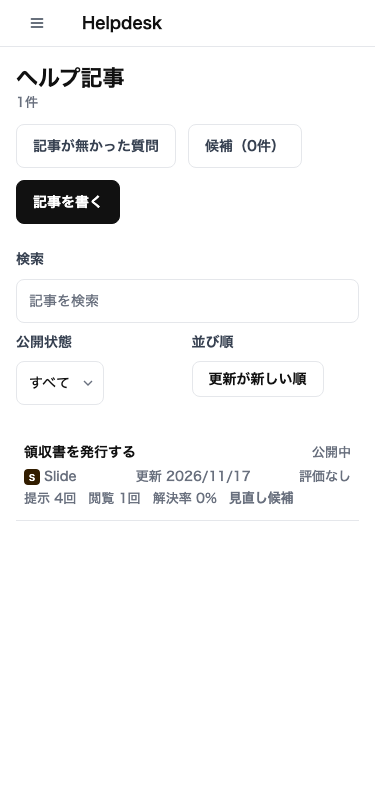 Helpdesk
ヘルプ記事
1件
記事が無かった質問
候補（0件）
記事を書く
検索
記事を検索
公開状態
並び順
すべて
更新が新しい順
領収書を発行する
公開中
S Slide
更新 2026/11/17
評価なし
提示 4回 閲覧 1回 解決率 0% 見直し候補